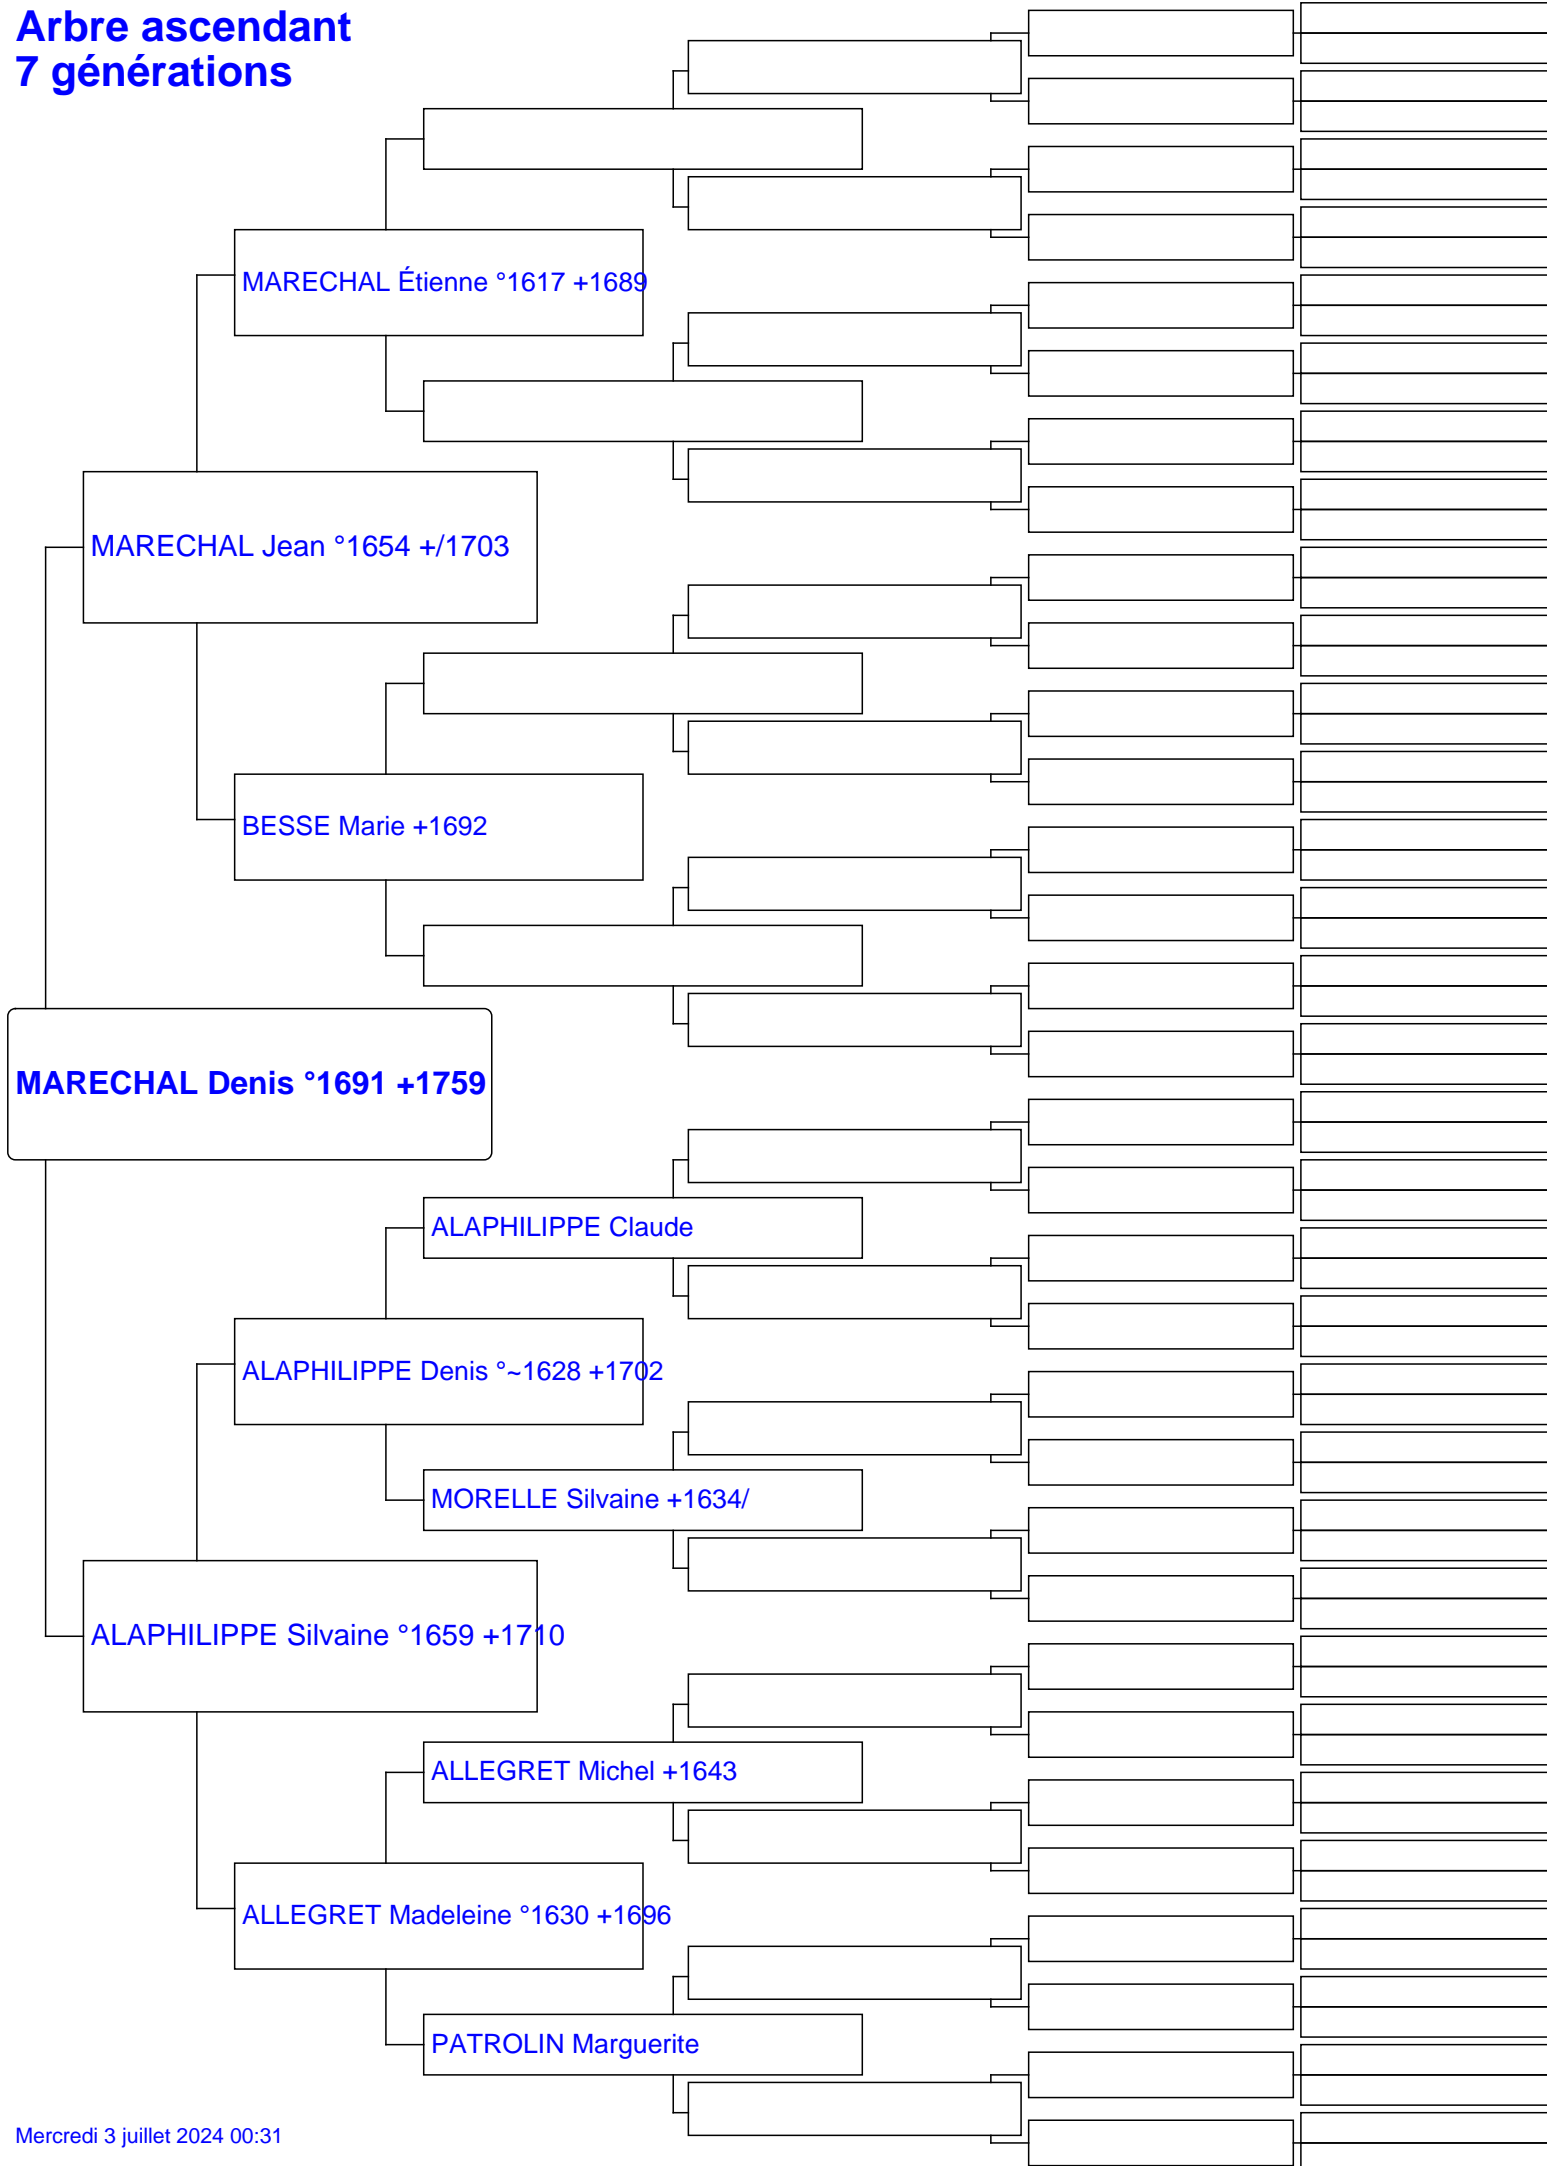 Arbre ascendant
7 générations
MARECHAL Étienne °1617 +1689
MARECHAL Jean °1654 +/1703
BESSE Marie +1692
MARECHAL Denis °1691 +1759
ALAPHILIPPE Claude
ALAPHILIPPE Denis °~1628 +1702
MORELLE Silvaine +1634/
ALAPHILIPPE Silvaine °1659 +1710
ALLEGRET Michel +1643
ALLEGRET Madeleine °1630 +1696
PATROLIN Marguerite
Mercredi 3 juillet 2024 00:31